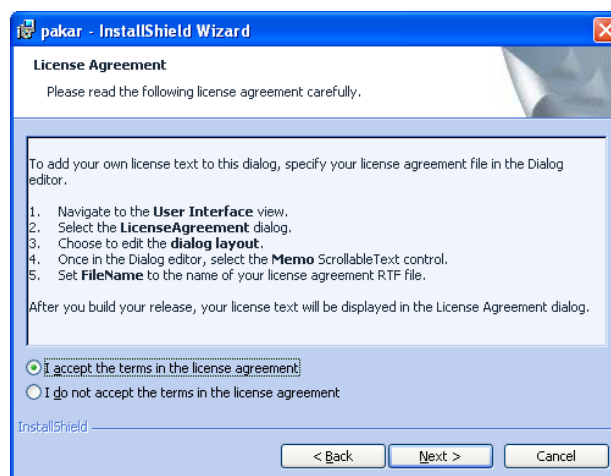 pakar - InstallShield Wizard
License Agreement
Please read the following license agreement carefully.
To add your own license text to this dialog, specify your license agreement file in the Dialog
editor.
1. Navigate to the User Interface view.
2. Select the LicenseAgreement dialog.
3. Choose to edit the dialog layout.
4. Once in the Dialog editor, select the Memo ScrollableText control.
5. Set FileName to the name of your license agreement RTF file.
After you build your release, your license text will be displayed in the License Agreement dialog.
I accept the terms in the license agreement
I do not accept the terms in the license agreement
InstallShield
< Back Next > Cancel